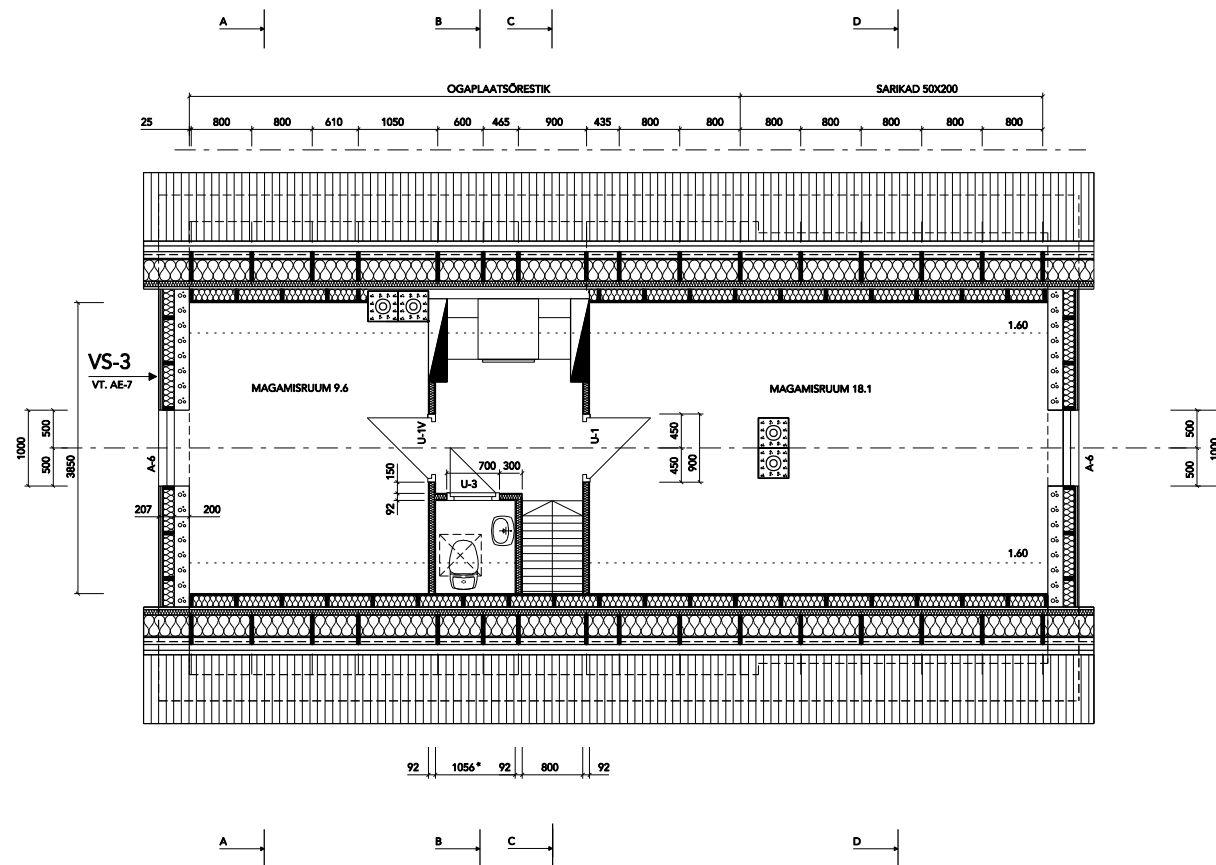 A B C D
OGAPLAATSÕRESTIK SARIKAD 50X200
25 800 800 610 1050 600 465 900 435 800 800 800 800 800 800 800
1.60
VS-3
VT. AE-7
MAGAMISRUUM 9.6
MAGAMISRUUM 18.1
1000
500
500
3850
A-6
U-1V
U-1
450
450
900
A-6
500
500
1000
700 300
U-3
150
92
207 200
1.60
92 1056* 92 800 92
A B C D